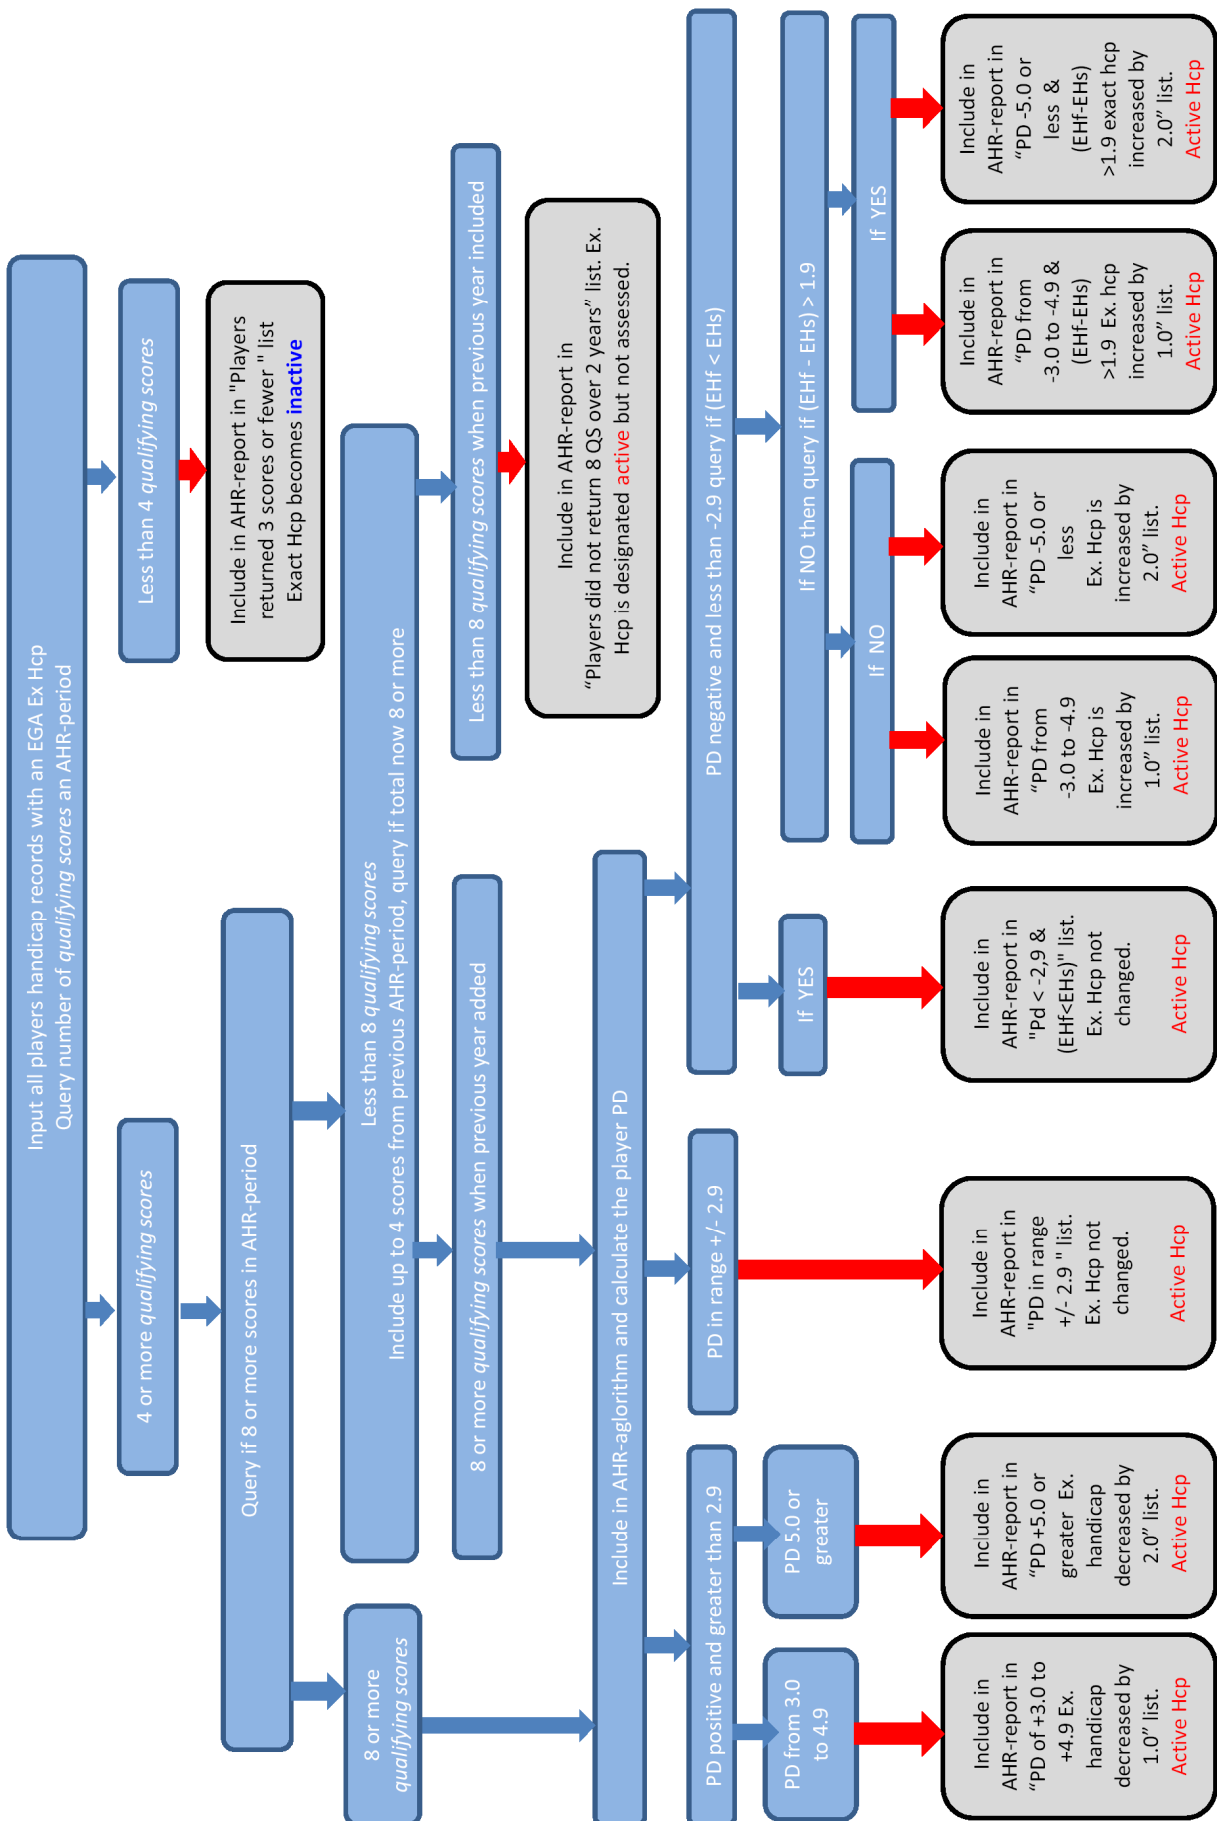 Input all players handicap records with an EGA Ex Hcp
Query number of qualifying scores an AHR-period
4 or more qualifying scores
Less than 4 qualifying scores
Include in AHR-report in "Players
returned 3 scores or fewer " list
Exact Hcp becomes inactive
Query if 8 or more scores in AHR-period
8 or more
qualifying scores
Less than 8 qualifying scores
Include up to 4 scores from previous AHR-period, query if total now 8 or more
8 or more qualifying scores when previous year added
Less than 8 qualifying scores when previous year included
Include in AHR-report in
“Players did not return 8 QS over 2 years” list. Ex.
Hcp is designated active but not assessed.
Include in AHR-aglorithm and calculate the player PD
PD positive and greater than 2.9
PD in range +/- 2.9
PD negative and less than -2.9 query if (EHf < EHs)
PD from 3.0
to 4.9
PD 5.0 or
greater
If YES
If NO then query if (EHf - EHs) > 1.9
If NO
If YES
Include in
AHR-report in
“PD of +3.0 to
+4.9 Ex.
handicap
decreased by
1.0” list.
Active Hcp
Include in
AHR-report in
“PD +5.0 or
greater Ex.
handicap
decreased by
2.0” list.
Active Hcp
Include in
AHR-report in
"PD in range
+/- 2.9 " list.
Ex. Hcp not
changed.
Active Hcp
Include in
AHR-report in
"Pd < -2,9 &
(EHf<EHs)" list.
Ex. Hcp not
changed.
Active Hcp
Include in
AHR-report in
“PD from
-3.0 to -4.9
Ex. Hcp is
increased by
1.0” list.
Active Hcp
Include in
AHR-report in
“PD -5.0 or
less
Ex. Hcp is
increased by
2.0” list.
Active Hcp
Include in
AHR-report in
“PD from
-3.0 to -4.9 &
(EHf-EHs)
>1.9 Ex. hcp
increased by
1.0” list.
Active Hcp
Include in
AHR-report in
“PD -5.0 or
less &
(EHf-EHs)
>1.9 exact hcp
increased by
2.0” list.
Active Hcp